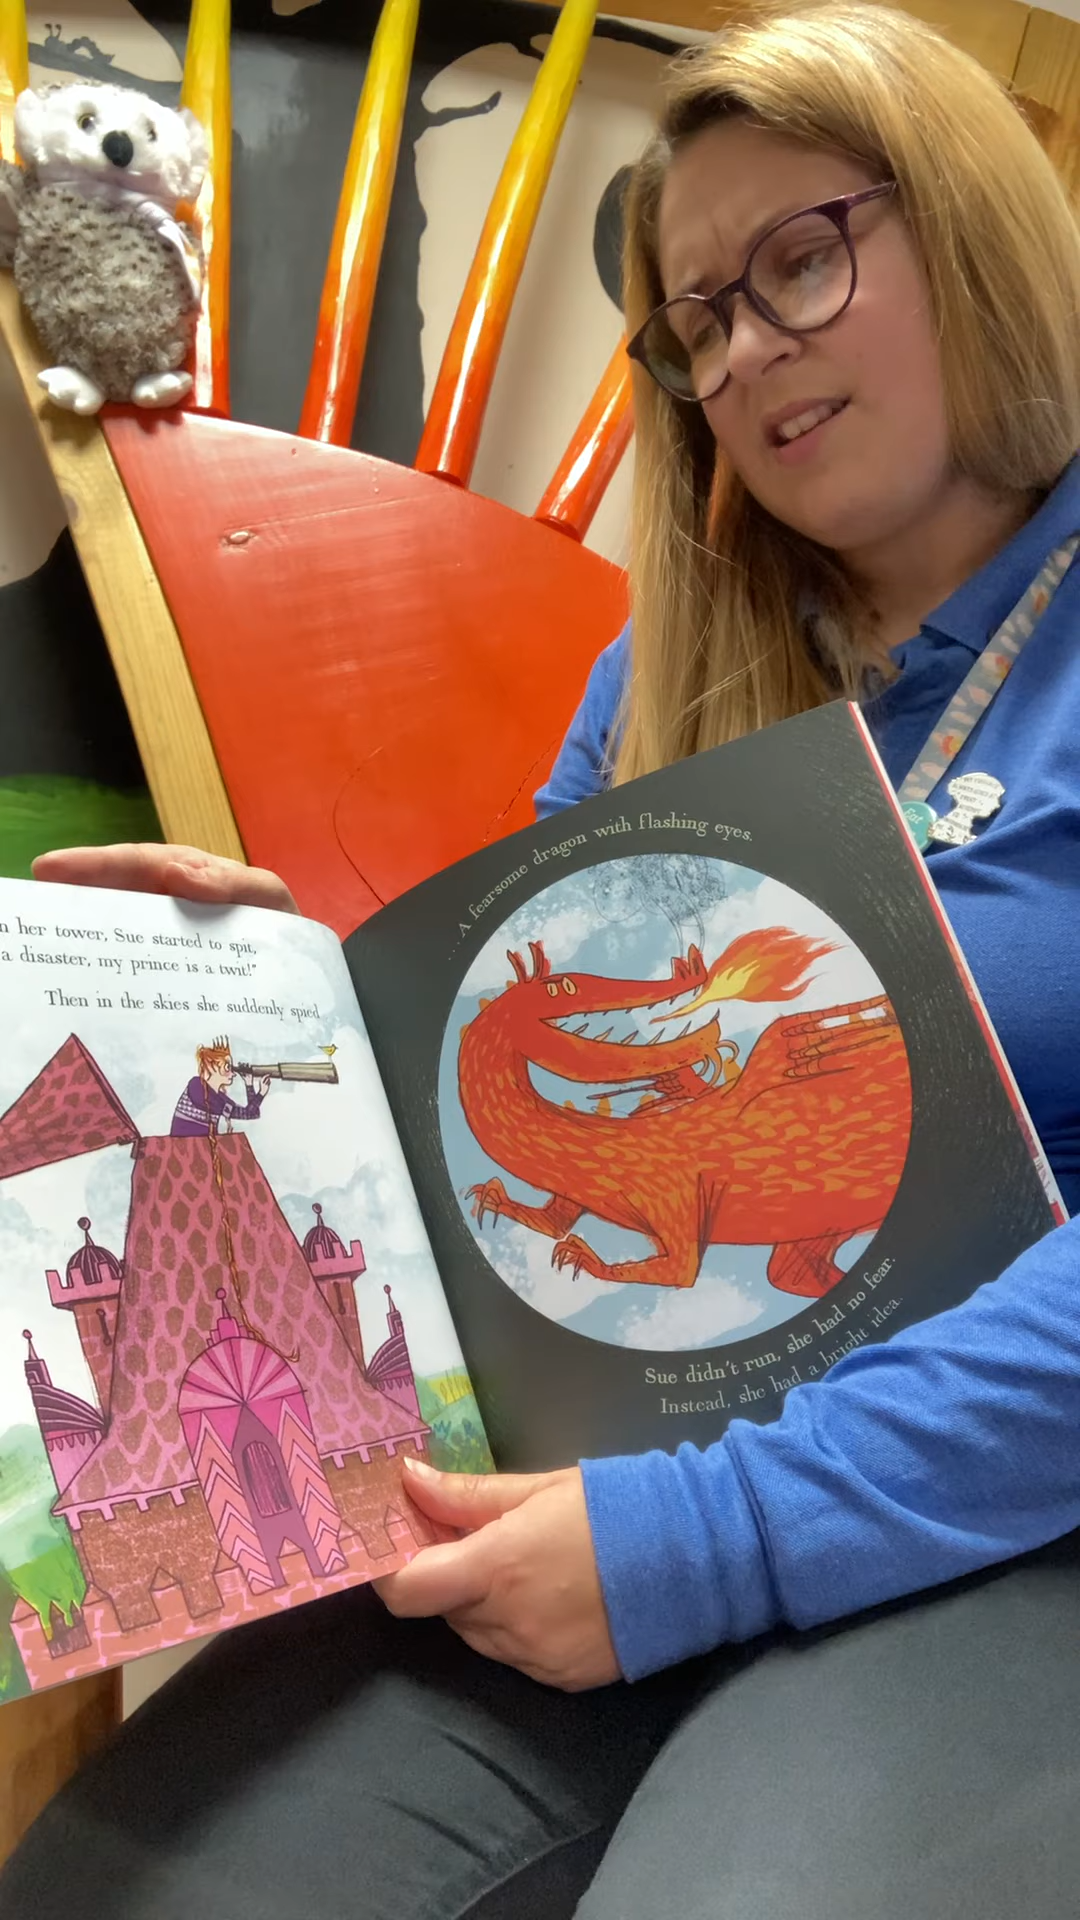 n her tower, Sue started to spit,
a disaster, my prince is a twit!"
Then in the skies she suddenly spied
. . . A fearsome dragon with flashing eyes.
Sue didn't run, she had no fear.
Instead, she had a bright idea.